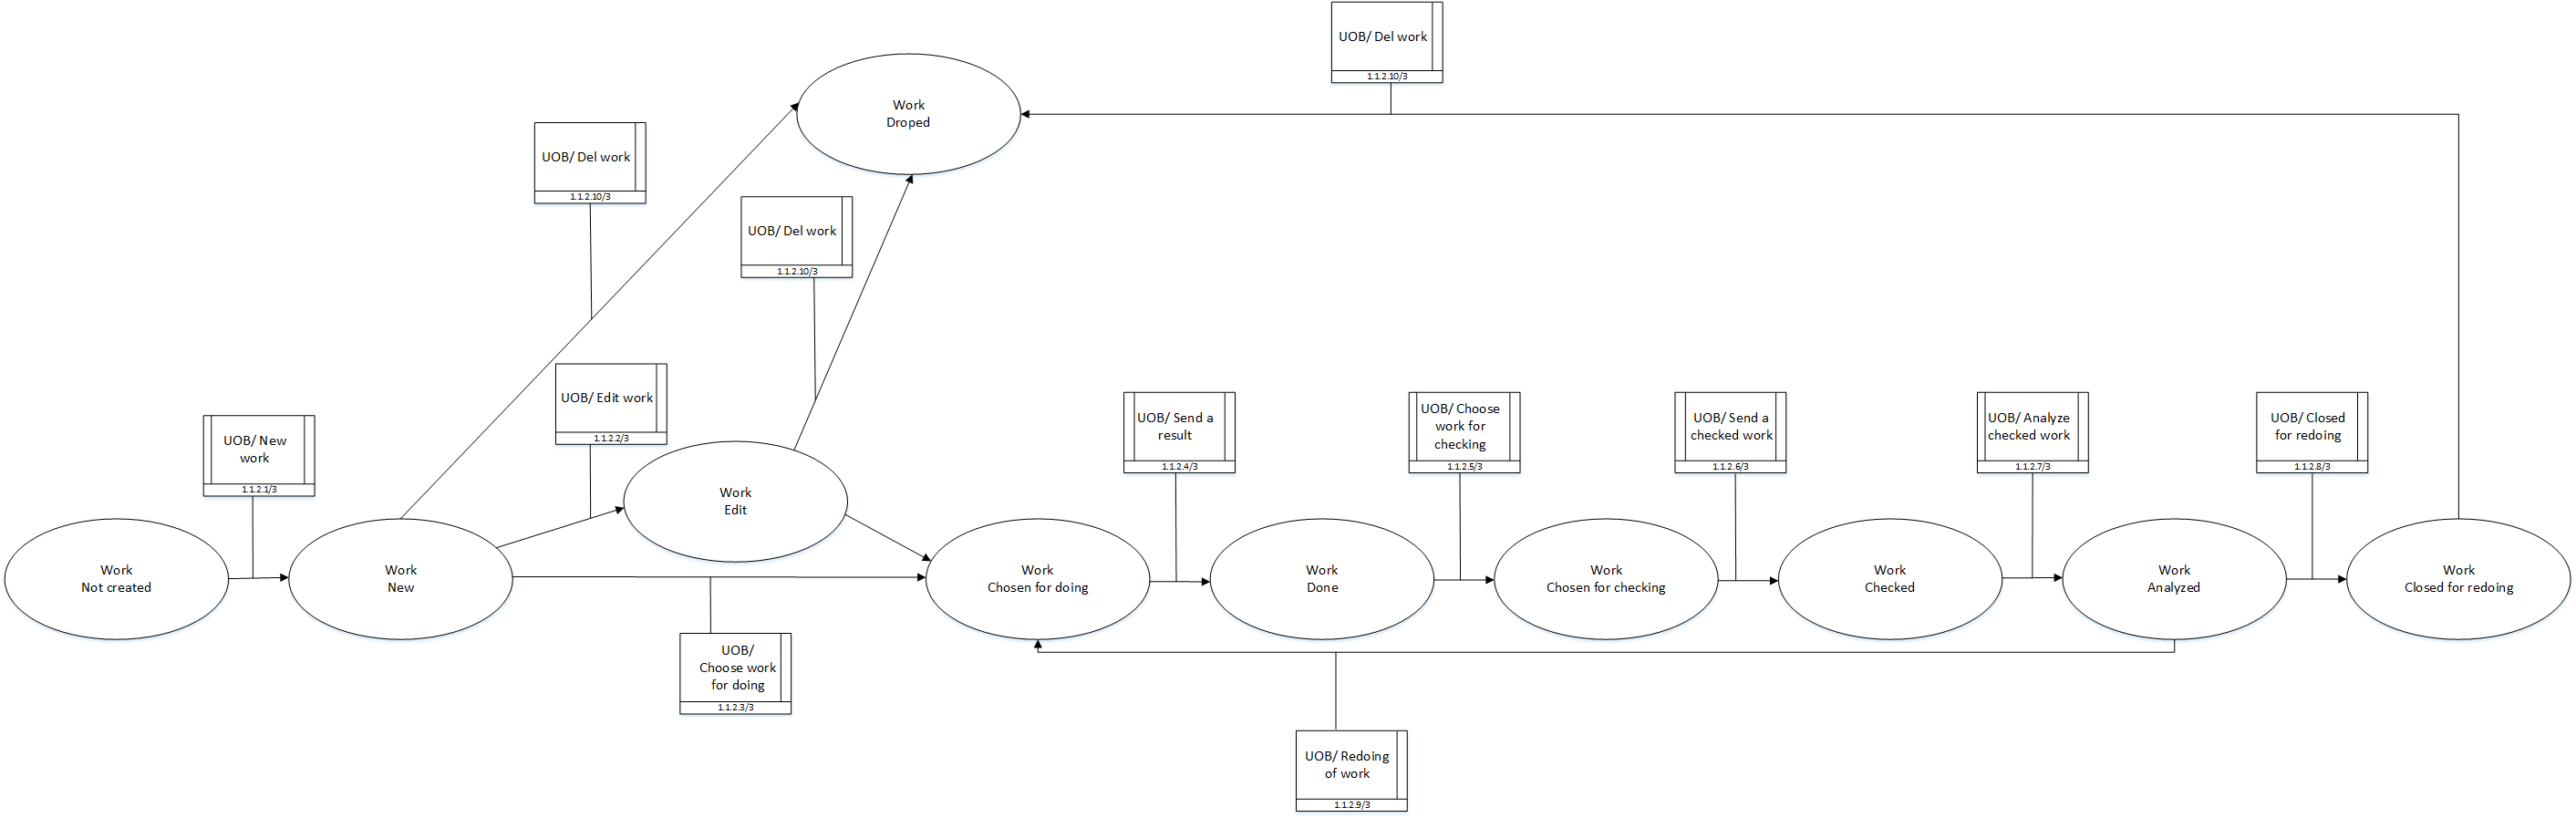 UOB/ Del work
1.1.2.10/3
Work
Droped
UOB/ Del work
1.1.2.10/3
UOB/ Del work
1.1.2.10/3
UOB/ Edit work
1.1.2.2/3
UOB/ New
work
1.1.2.1/3
UOB/ Send a
result
1.1.2.4/3
UOB/ Choose
work for
checking
1.1.2.5/3
UOB/ Send a
checked work
1.1.2.6/3
UOB/ Analyze
checked work
1.1.2.7/3
UOB/ Closed
for redoing
1.1.2.8/3
Work
Edit
Work
Not created
Work
New
Work
Chosen for doing
Work
Done
Work
Chosen for checking
Work
Checked
Work
Analyzed
Work
Closed for redoing
UOB/
Choose work
for doing
1.1.2.3/3
UOB/ Redoing
of work
1.1.2.9/3